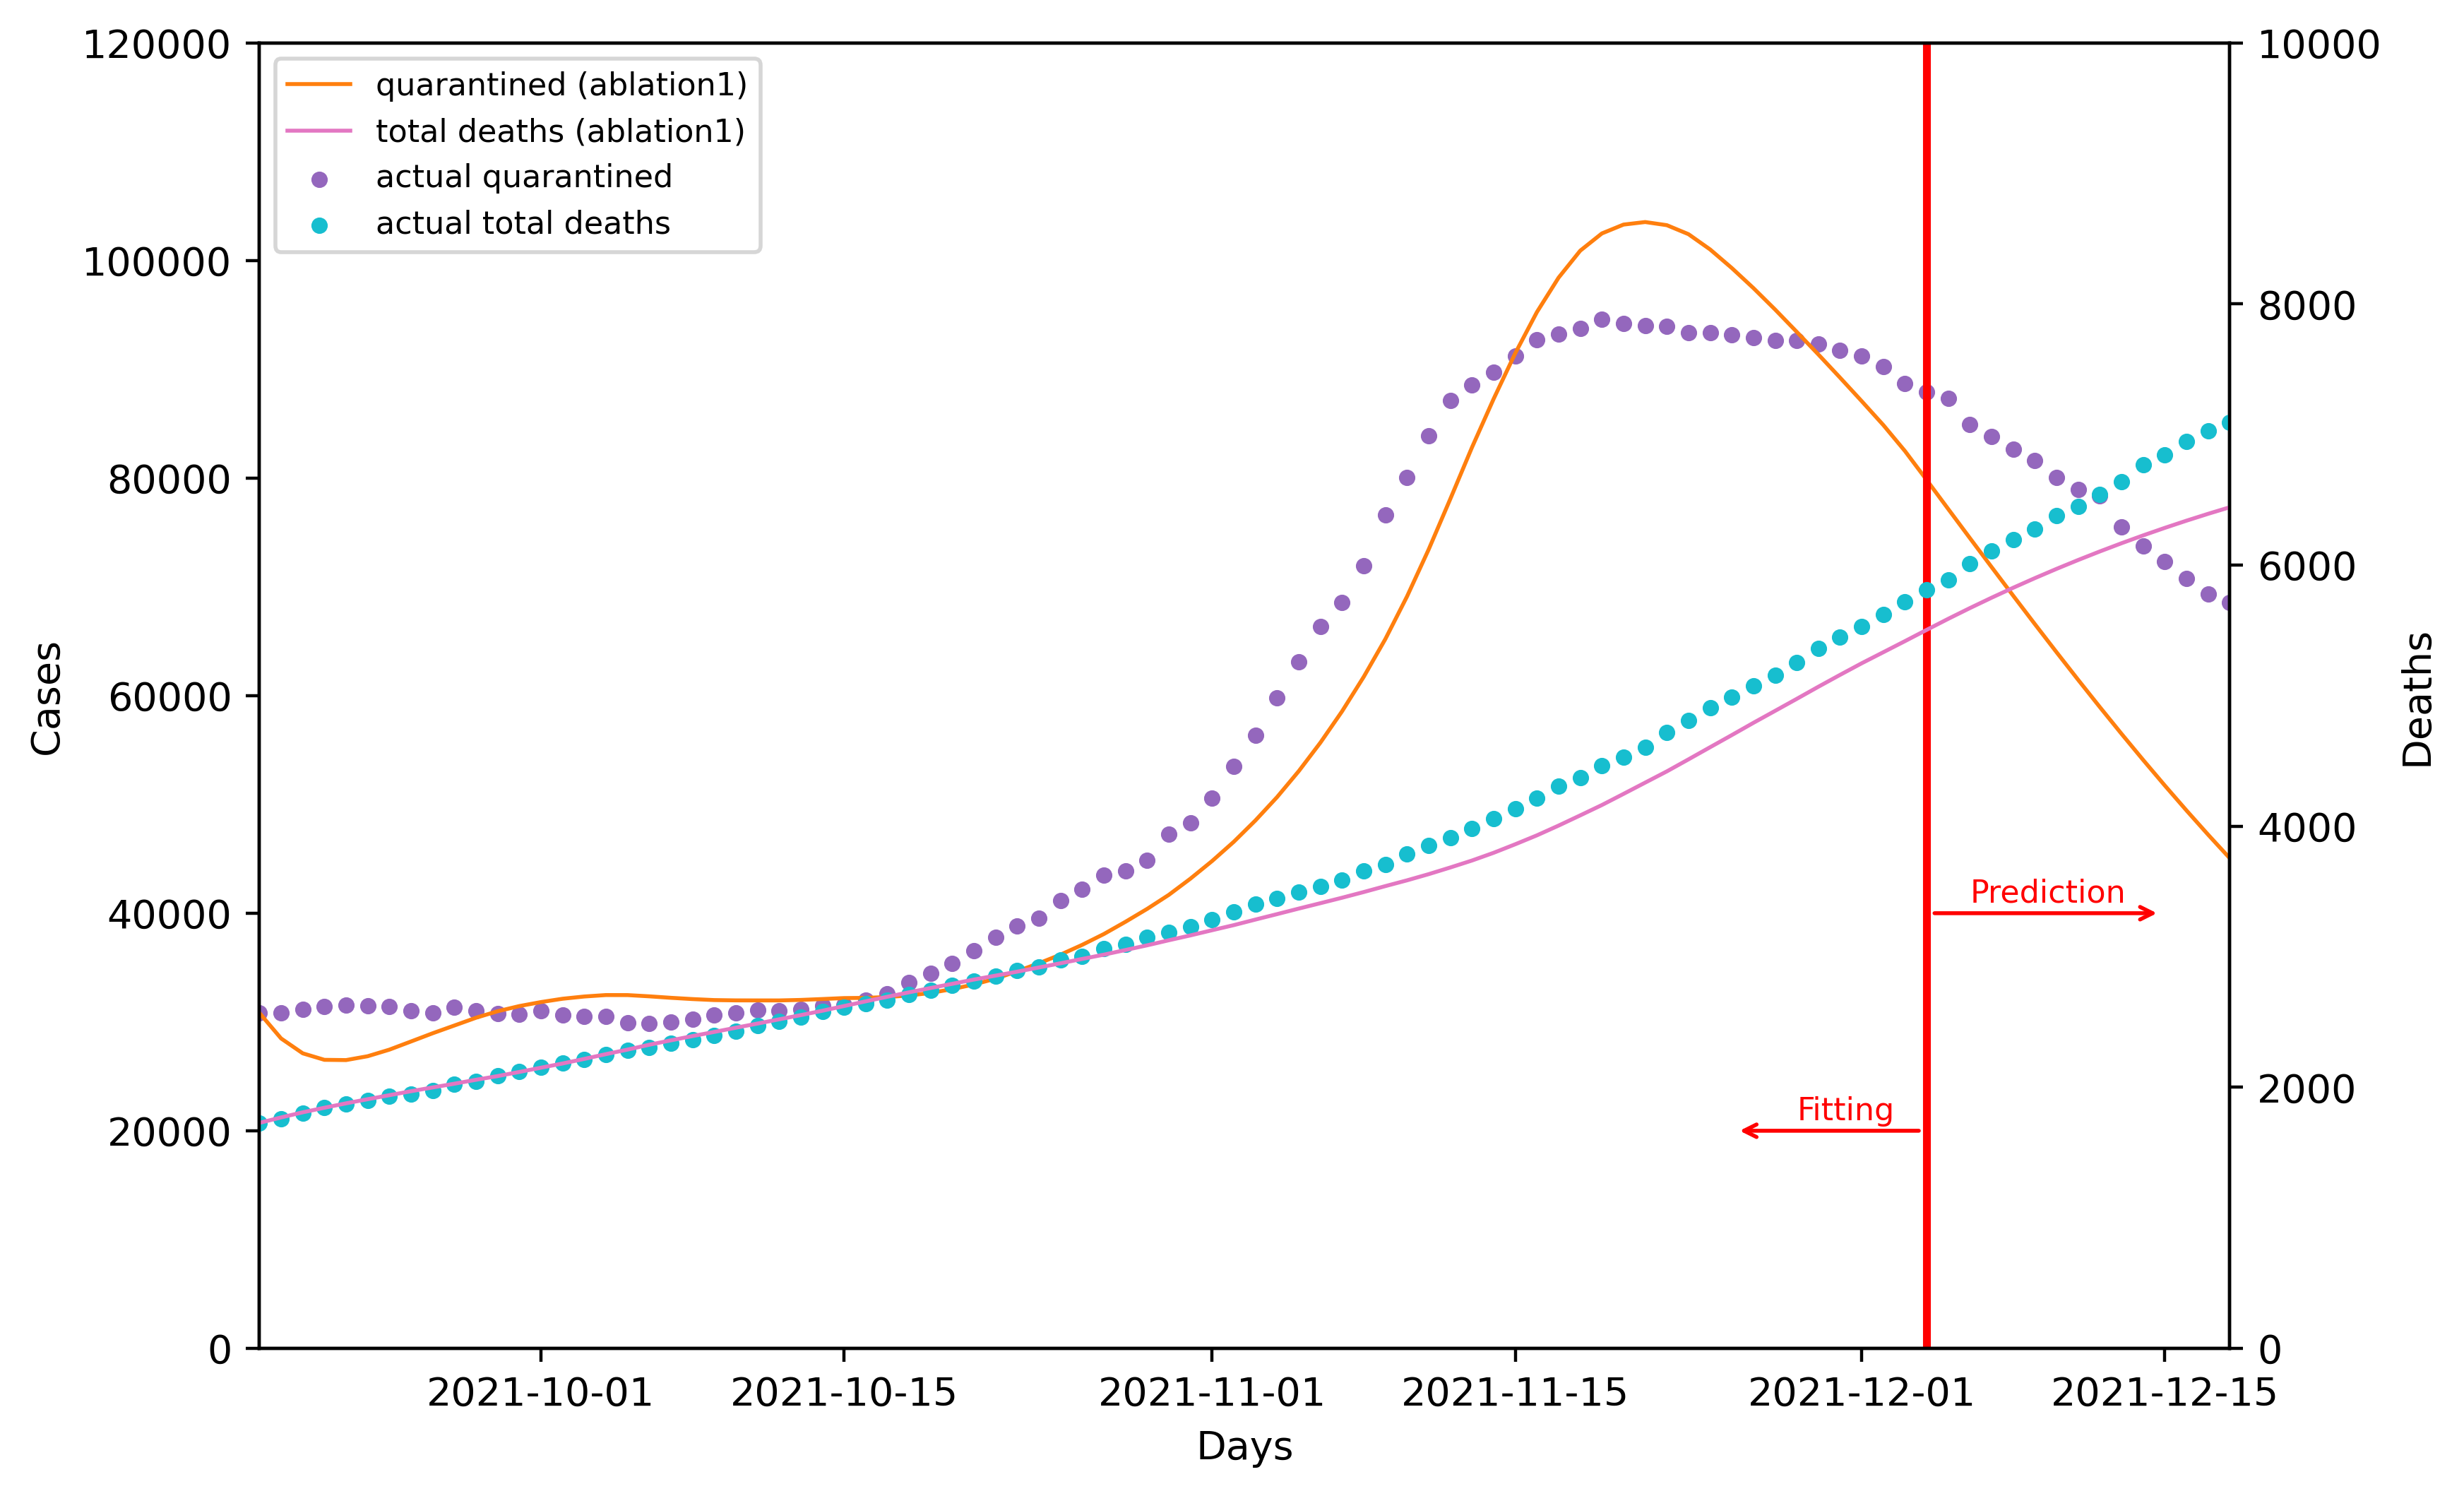 quarantined (ablation1)
total deaths (ablation1)
actual quarantined
actual total deaths
120000
100000
80000
60000
40000
20000
0
Cases
10000
8000
6000
4000
2000
0
Deaths
Prediction
Fitting
2021-10-01 2021-10-15 2021-11-01 2021-11-15 2021-12-01 2021-12-15
Days